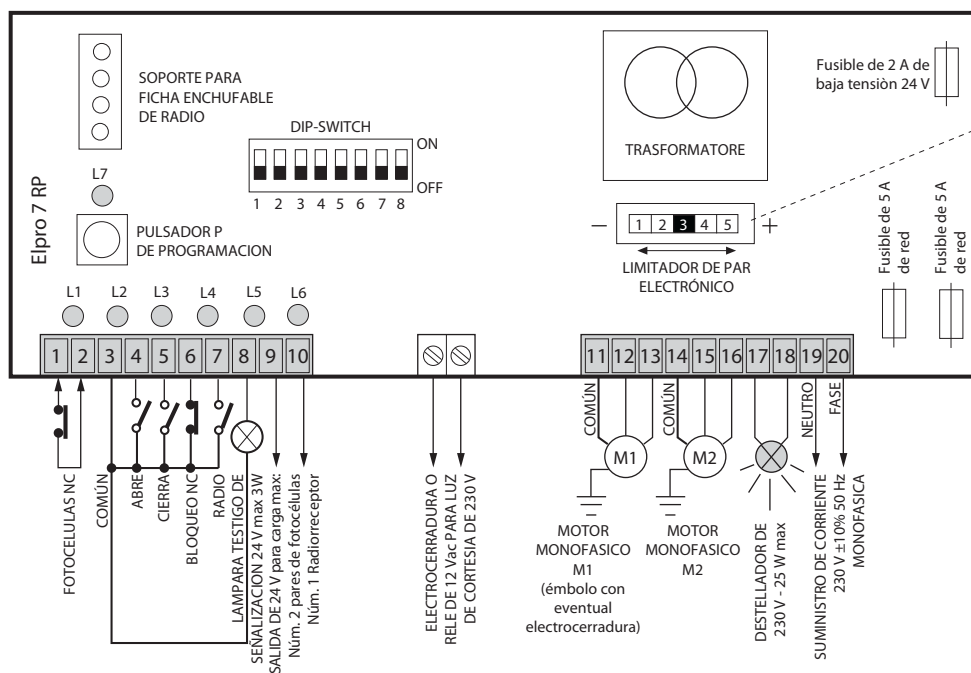 SOPORTE PARA
FICHA ENCHUFABLE
DE RADIO
DIP-SWITCH
ON
OFF
1 2 3 4 5 6 7 8
TRASFORMATORE
Fusible de 2 A de
baja tensiòn 24 V
Elpro 7 RP
L7
PULSADOR P
DE PROGRAMACION
− 1 2 3 4 5 +
LIMITADOR DE PAR
ELECTRÓNICO
Fusible de 5 A
de red
Fusible de 5 A
de red
L1 L2 L3 L4 L5 L6
1 2 3 4 5 6 7 8 9 10
11 12 13 14 15 16 17 18 19 20
FOTOCELULAS NC
COMÚN
ABRE
CIERRA
BLOQUEO NC
RADIO
LAMPARA TESTIGO DE
SEÑALIZACION 24 V max 3W
SALIDA DE 24 V para carga max:
Núm. 2 pares de fotocélulas
Núm. 1 Radiorreceptor
ELECTROCERRADURA O
RELE DE 12 Vac PARA LUZ
DE CORTESIA DE 230 V
COMÚN
M1
MOTOR
MONOFASICO
M1
(émbolo con
eventual
electrocerradura)
COMÚN
M2
MOTOR
MONOFASICO
M2
DESTELLADOR DE
230 V - 25 W max
NEUTRO
FASE
SUMINISTRO DE CORRIENTE
230 V ±10% 50 Hz
MONOFASICA